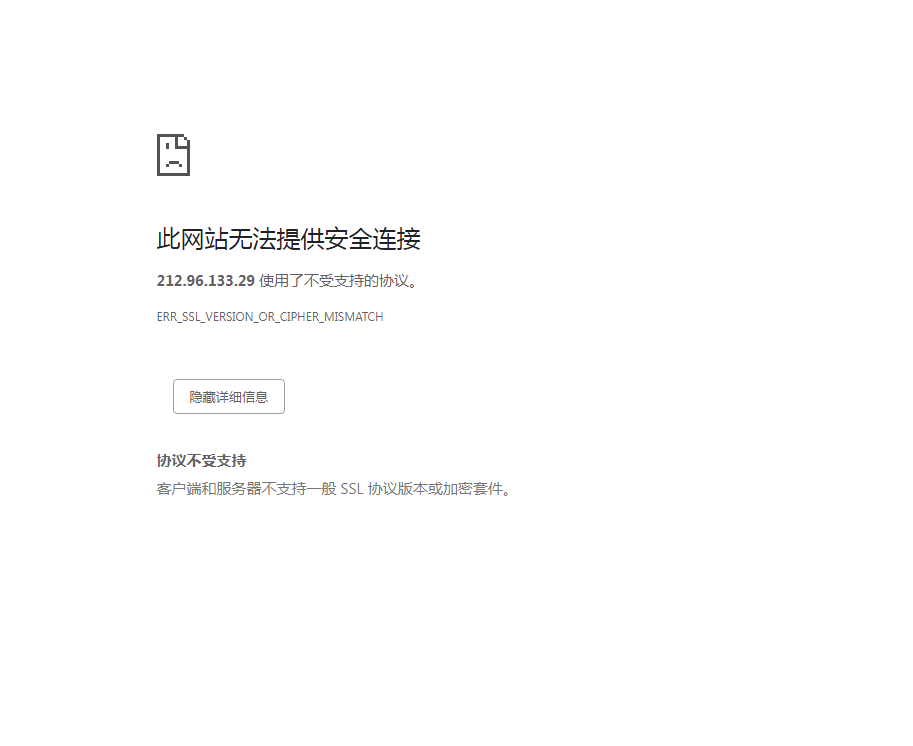 此网站无法提供安全连接
212.96.133.29 使用了不受支持的协议。
ERR_SSL_VERSION_OR_CIPHER_MISMATCH
隐藏详细信息
协议不受支持
客户端和服务器不支持一般 SSL 协议版本或加密套件。